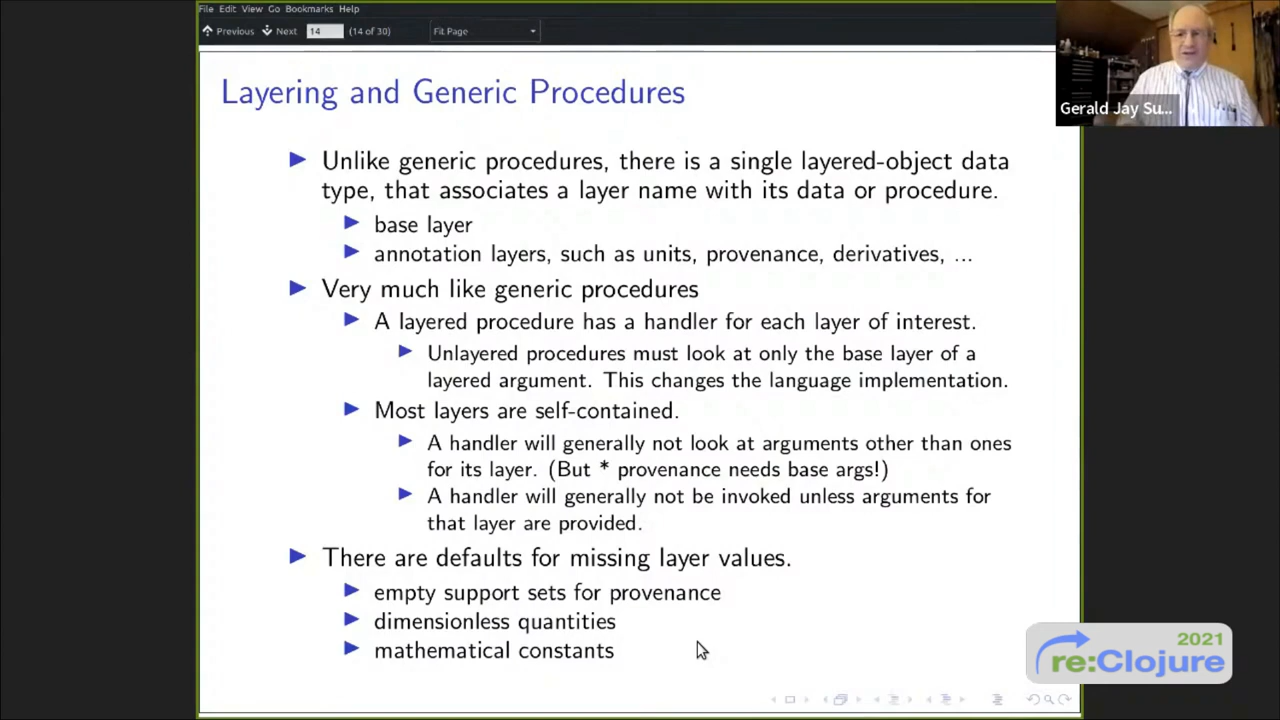 File Edit View Go Bookmarks Help
Previous Next 14 (14 of 30) Fit Page
Gerald Jay Su...
Layering and Generic Procedures
Unlike generic procedures, there is a single layered-object data
type, that associates a layer name with its data or procedure.
base layer
annotation layers, such as units, provenance, derivatives, ...
Very much like generic procedures
A layered procedure has a handler for each layer of interest.
Unlayered procedures must look at only the base layer of a
layered argument. This changes the language implementation.
Most layers are self-contained.
A handler will generally not look at arguments other than ones
for its layer. (But * provenance needs base args!)
A handler will generally not be invoked unless arguments for
that layer are provided.
There are defaults for missing layer values.
empty support sets for provenance
dimensionless quantities
mathematical constants
2021
re:Clojure